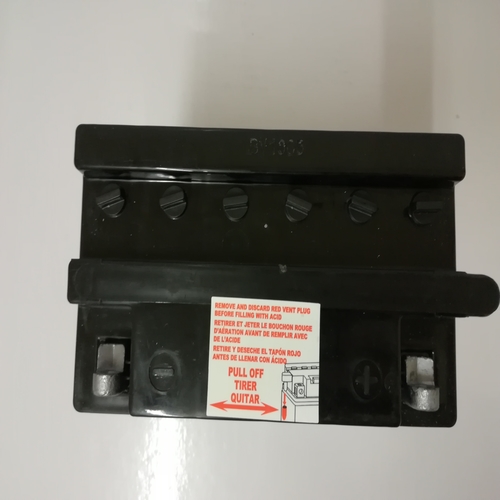 REMOVE AND DISCARD RED VENT PLUG
BEFORE FILLING WITH ACID
RETIRER ET JETER LE BOUCHON ROUGE
D'AÉRATION AVANT DE REMPLIR AVEC
DE L'ACIDE
RETIRE Y DESECHE EL TAPÓN ROJO
ANTES DE LLENAR CON ÁCIDO
PULL OFF
TIRER
QUITAR